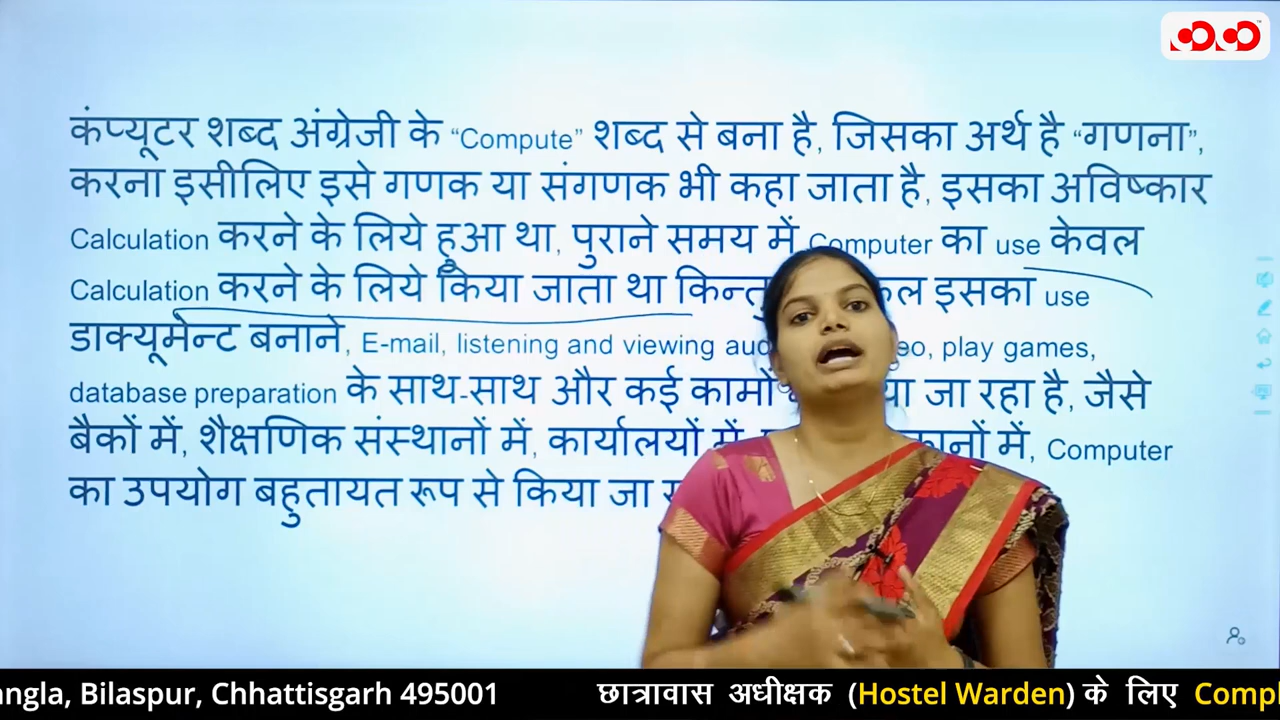 कंप्यूटर शब्द अंग्रेजी के “Compute” शब्द से बना है, जिसका अर्थ है “गणना”,
करना इसीलिए इसे गणक या संगणक भी कहा जाता है, इसका अविष्कार
Calculation करने के लिये हुआ था, पुराने समय में Computer का use केवल
Calculation करने के लिये किया जाता था किन्तु इसका use
डाक्यूमेन्ट बनाने, E-mail, listening and viewing play games,
database preparation के साथ-साथ और कई कामों जा रहा है, जैसे
बैकों में, शैक्षणिक संस्थानों में, कार्यालयों में, में, Computer
का उपयोग बहुतायत रूप से किया जा
Bilaspur, Chhattisgarh 495001 छात्रावास अधीक्षक (Hostel Warden) के लिए